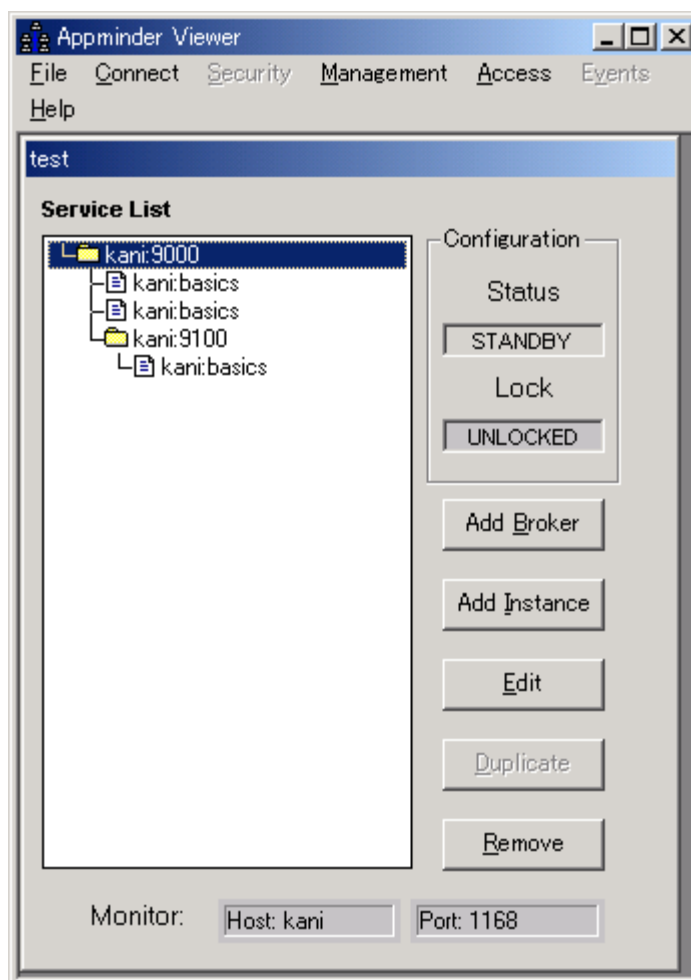 Appminder Viewer
File Connect Security Management Access Events
Help
test
Service List
kani:9000
kani:basics
kani:basics
kani:9100
kani:basics
Configuration
Status
STANDBY
Lock
UNLOCKED
Add Broker
Add Instance
Edit
Duplicate
Remove
Monitor: Host: kani Port: 1168